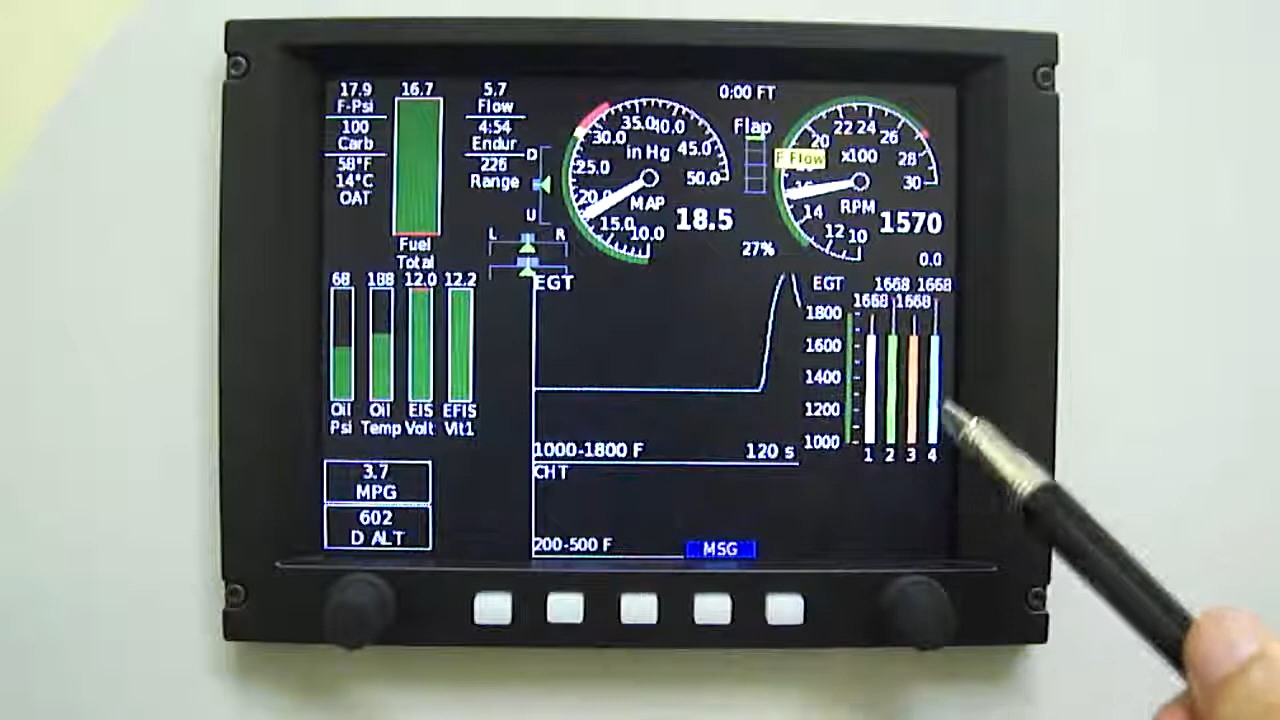 17.9
F-Psi
100
Carb
58°F
14°C
OAT
16.7
Fuel
Total
5.7
Flow
4:54
Endur
226
Range
D
U
L R
35.0 40.0
30.0
in Hg 45.0
25.0
50.0
20.0
MAP
15.0
10.0
18.5
0:00 FT
Flap
27%
22 24
20 26
F Flow
x100 28
30
16
14 RPM
12 10
1570
0.0
68 188 12.0 12.2
Oil Oil EIS EFIS
Psi Temp Volt Vlt1
EGT
1000-1800 F 120 s
CHT
200-500 F
MSG
EGT 1668 1668
1668 1668
1800
1600
1400
1200
1000
1 2 3 4
3.7
MPG
602
D ALT